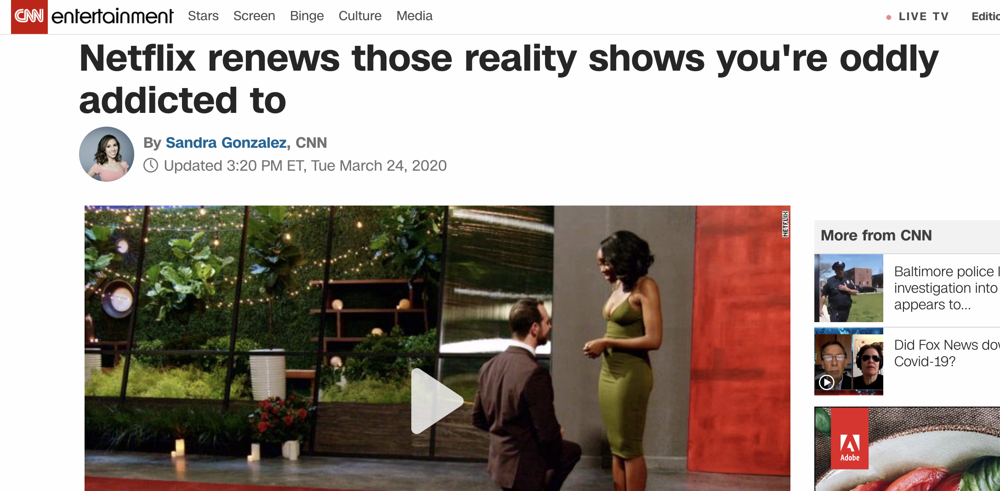 CNN entertainment Stars Screen Binge Culture Media LIVE TV
Netflix renews those reality shows you're oddly
addicted to
By Sandra Gonzalez, CNN
Updated 3:20 PM ET, Tue March 24, 2020
NETFLIX
More from CNN
Baltimore police
investigation into
appears to...
Did Fox News
Covid-19?
Adobe